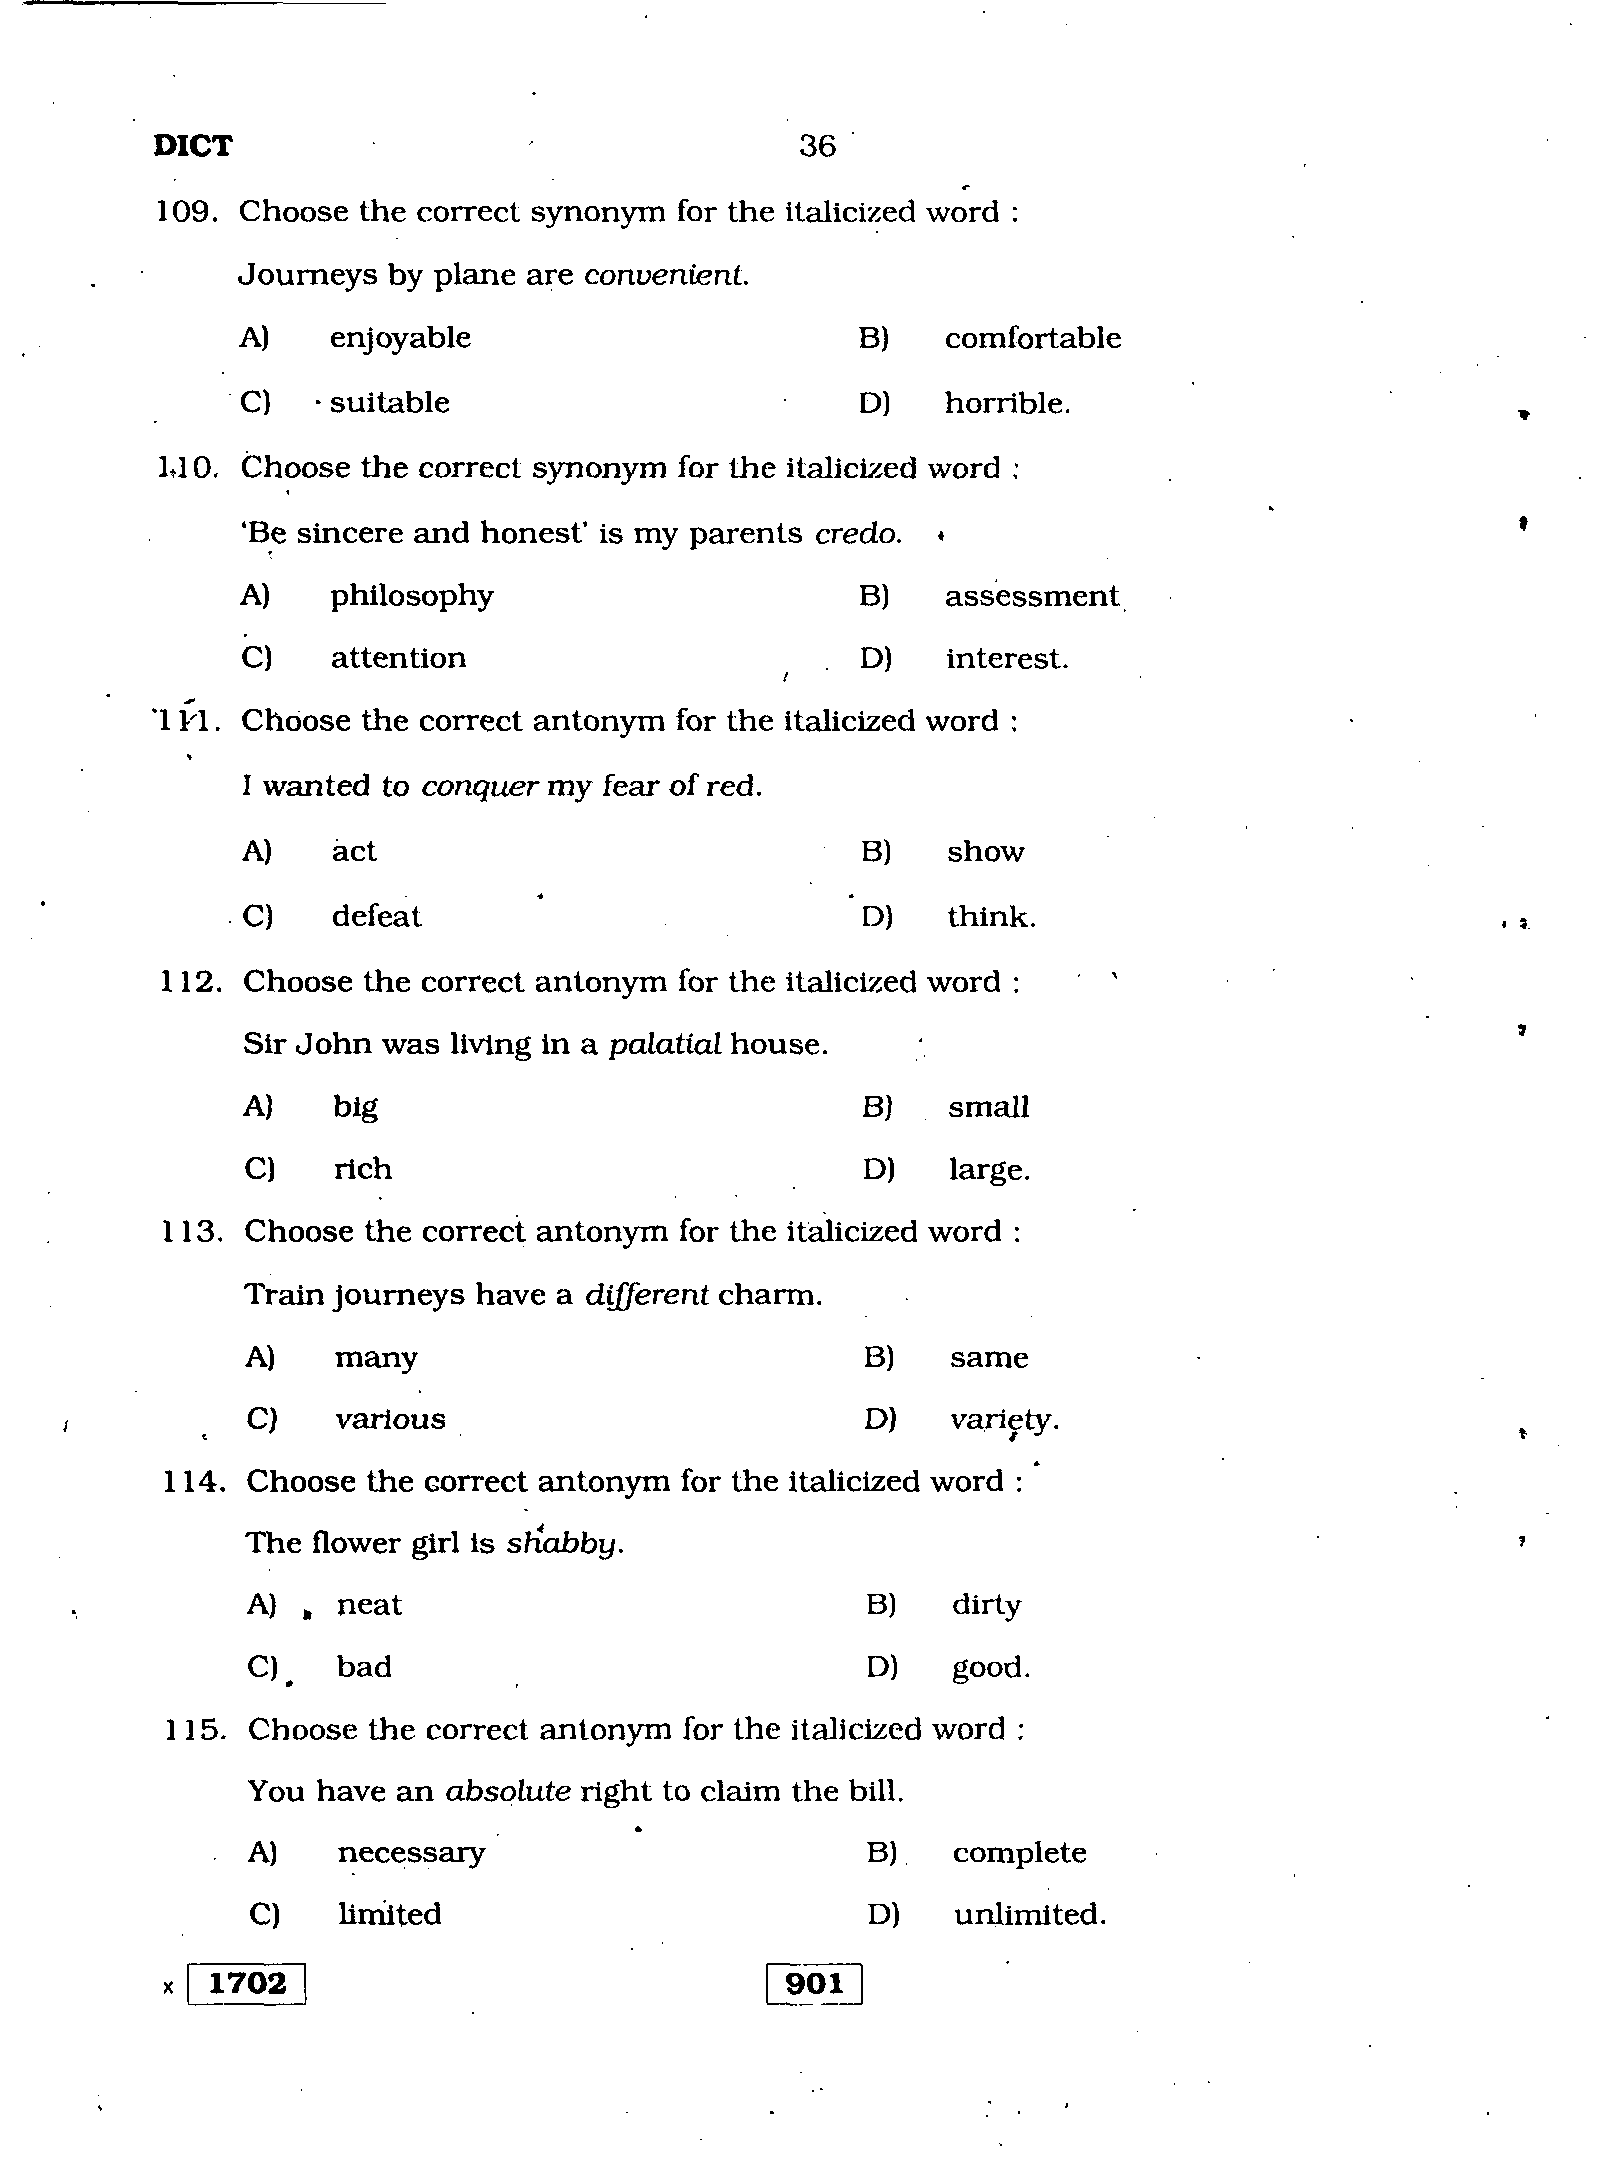 DICT 36
109. Choose the correct synonym for the italicized word :
Journeys by plane are convenient.
A) enjoyable B) comfortable
C) suitable D) horrible.
110. Choose the correct synonym for the italicized word :
‘Be sincere and honest’ is my parents credo.
A) philosophy B) assessment
C) attention D) interest.
111. Choose the correct antonym for the italicized word :
I wanted to conquer my fear of red.
A) act B) show
C) defeat D) think.
112. Choose the correct antonym for the italicized word :
Sir John was living in a palatial house.
A) big B) small
C) rich D) large.
113. Choose the correct antonym for the italicized word :
Train journeys have a different charm.
A) many B) same
C) various D) variety.
114. Choose the correct antonym for the italicized word :
The flower girl is shabby.
A) neat B) dirty
C) bad D) good.
115. Choose the correct antonym for the italicized word :
You have an absolute right to claim the bill.
A) necessary B) complete
C) limited D) unlimited.
x 1702 901